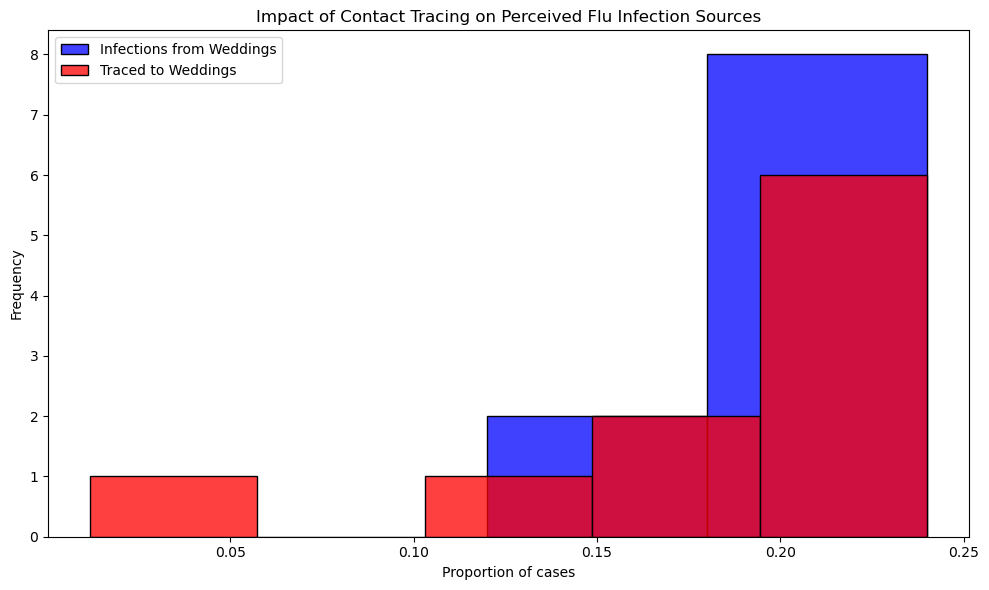 Impact of Contact Tracing on Perceived Flu Infection Sources
Infections from Weddings
Traced to Weddings
8
7
6
5
4
3
2
1
0
Frequency
0.05 0.10 0.15 0.20 0.25
Proportion of cases